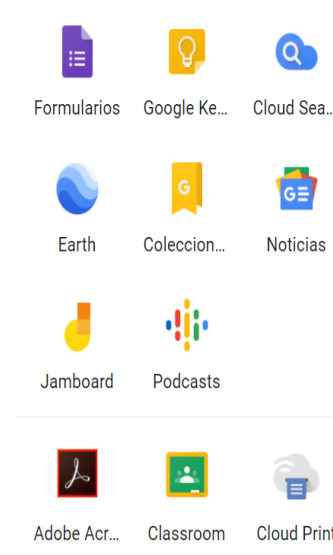 Formularios Google Ke... Cloud Sea...
Earth Coleccion... Noticias
Jamboard Podcasts
Adobe Acr... Classroom Cloud Print